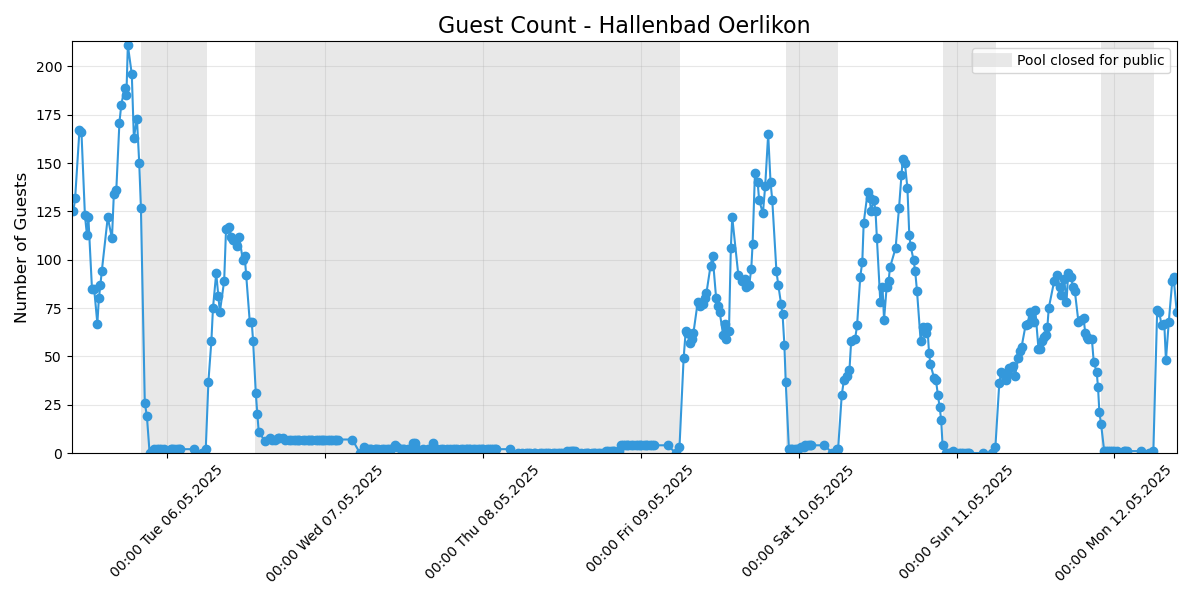 Guest Count - Hallenbad Oerlikon
Pool closed for public
Number of Guests
200
175
150
125
100
75
50
25
0
00:00 Tue 06.05.2025
00:00 Wed 07.05.2025
00:00 Thu 08.05.2025
00:00 Fri 09.05.2025
00:00 Sat 10.05.2025
00:00 Sun 11.05.2025
00:00 Mon 12.05.2025